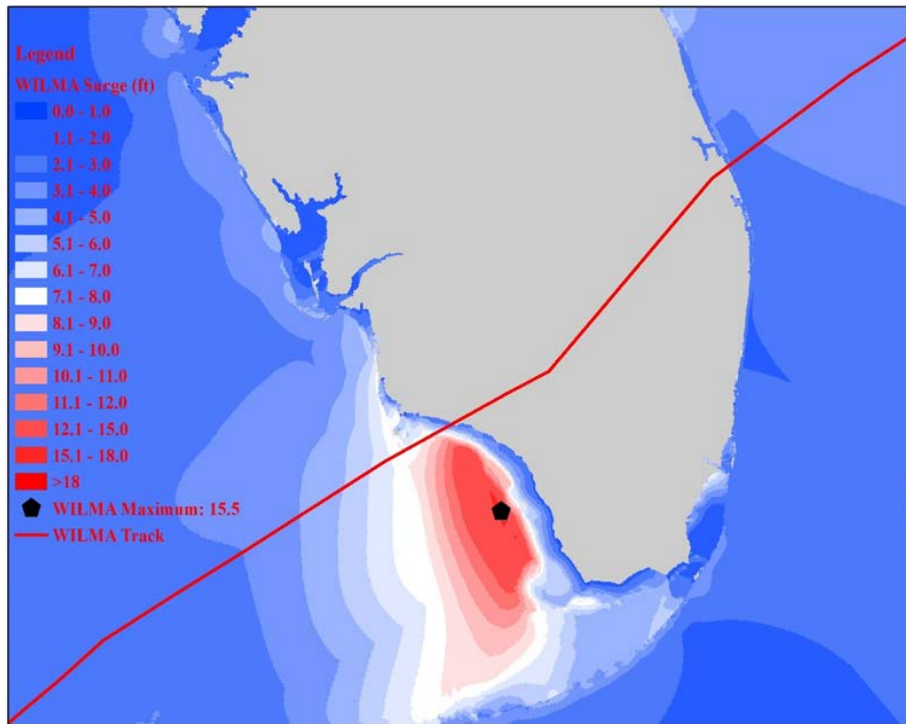 Legend
WILMA Surge (ft)
0.0 - 1.0
1.1 - 2.0
2.1 - 3.0
3.1 - 4.0
4.1 - 5.0
5.1 - 6.0
6.1 - 7.0
7.1 - 8.0
8.1 - 9.0
9.1 - 10.0
10.1 - 11.0
11.1 - 12.0
12.1 - 15.0
15.1 - 18.0
>18
WILMA Maximum: 15.5
WILMA Track